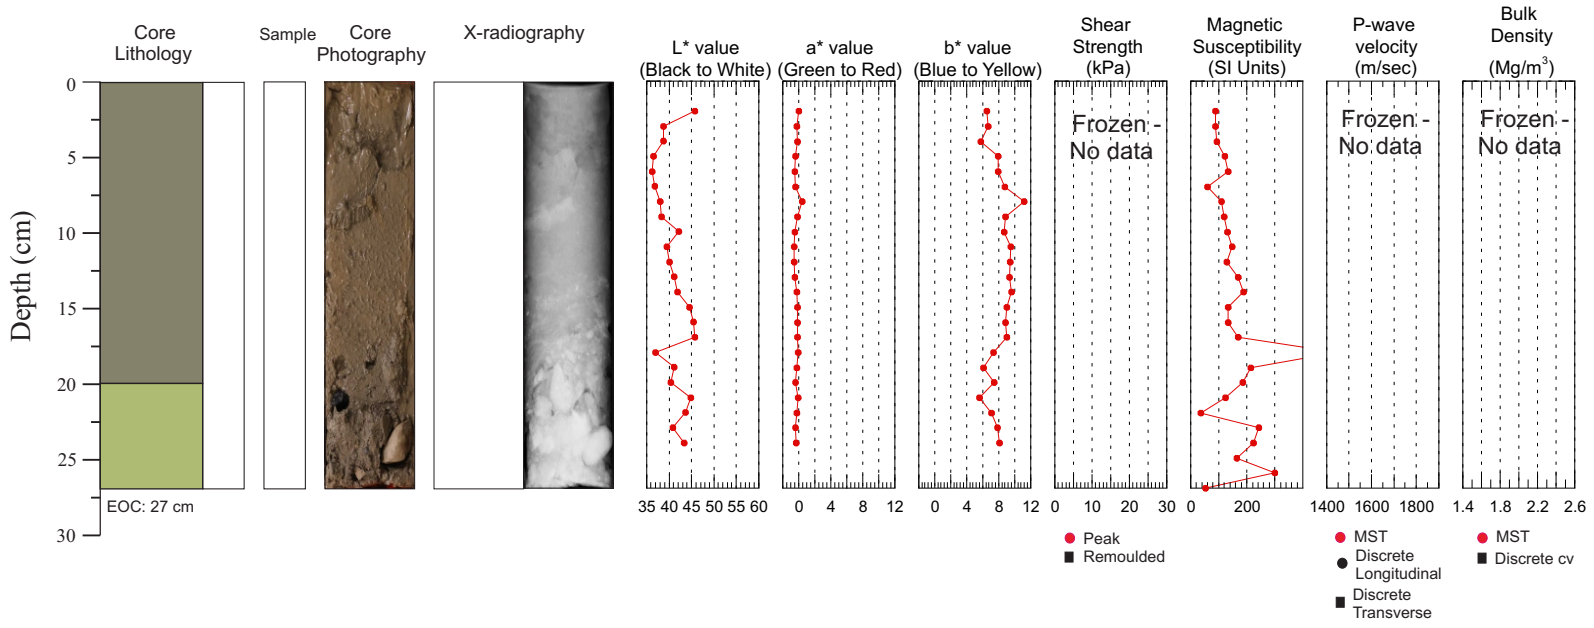 Core
Lithology
Sample
Core
Photography
X-radiography
L* value
(Black to White)
a* value
(Green to Red)
b* value
(Blue to Yellow)
Shear
Strength
(kPa)
Magnetic
Susceptibility
(SI Units)
P-wave
velocity
(m/sec)
Bulk
Density
(Mg/m³)
Depth (cm)
0
5
10
15
20
25
30
EOC: 27 cm
Frozen -
No data
Frozen -
No data
Frozen -
No data
35 40 45 50 55 60
0 4 8 12
0 4 8 12
0 10 20 30
0 200
1400 1600 1800
1.4 1.8 2.2 2.6
Peak
Remoulded
MST
Discrete
Longitudinal
Discrete
Transverse
MST
Discrete cv